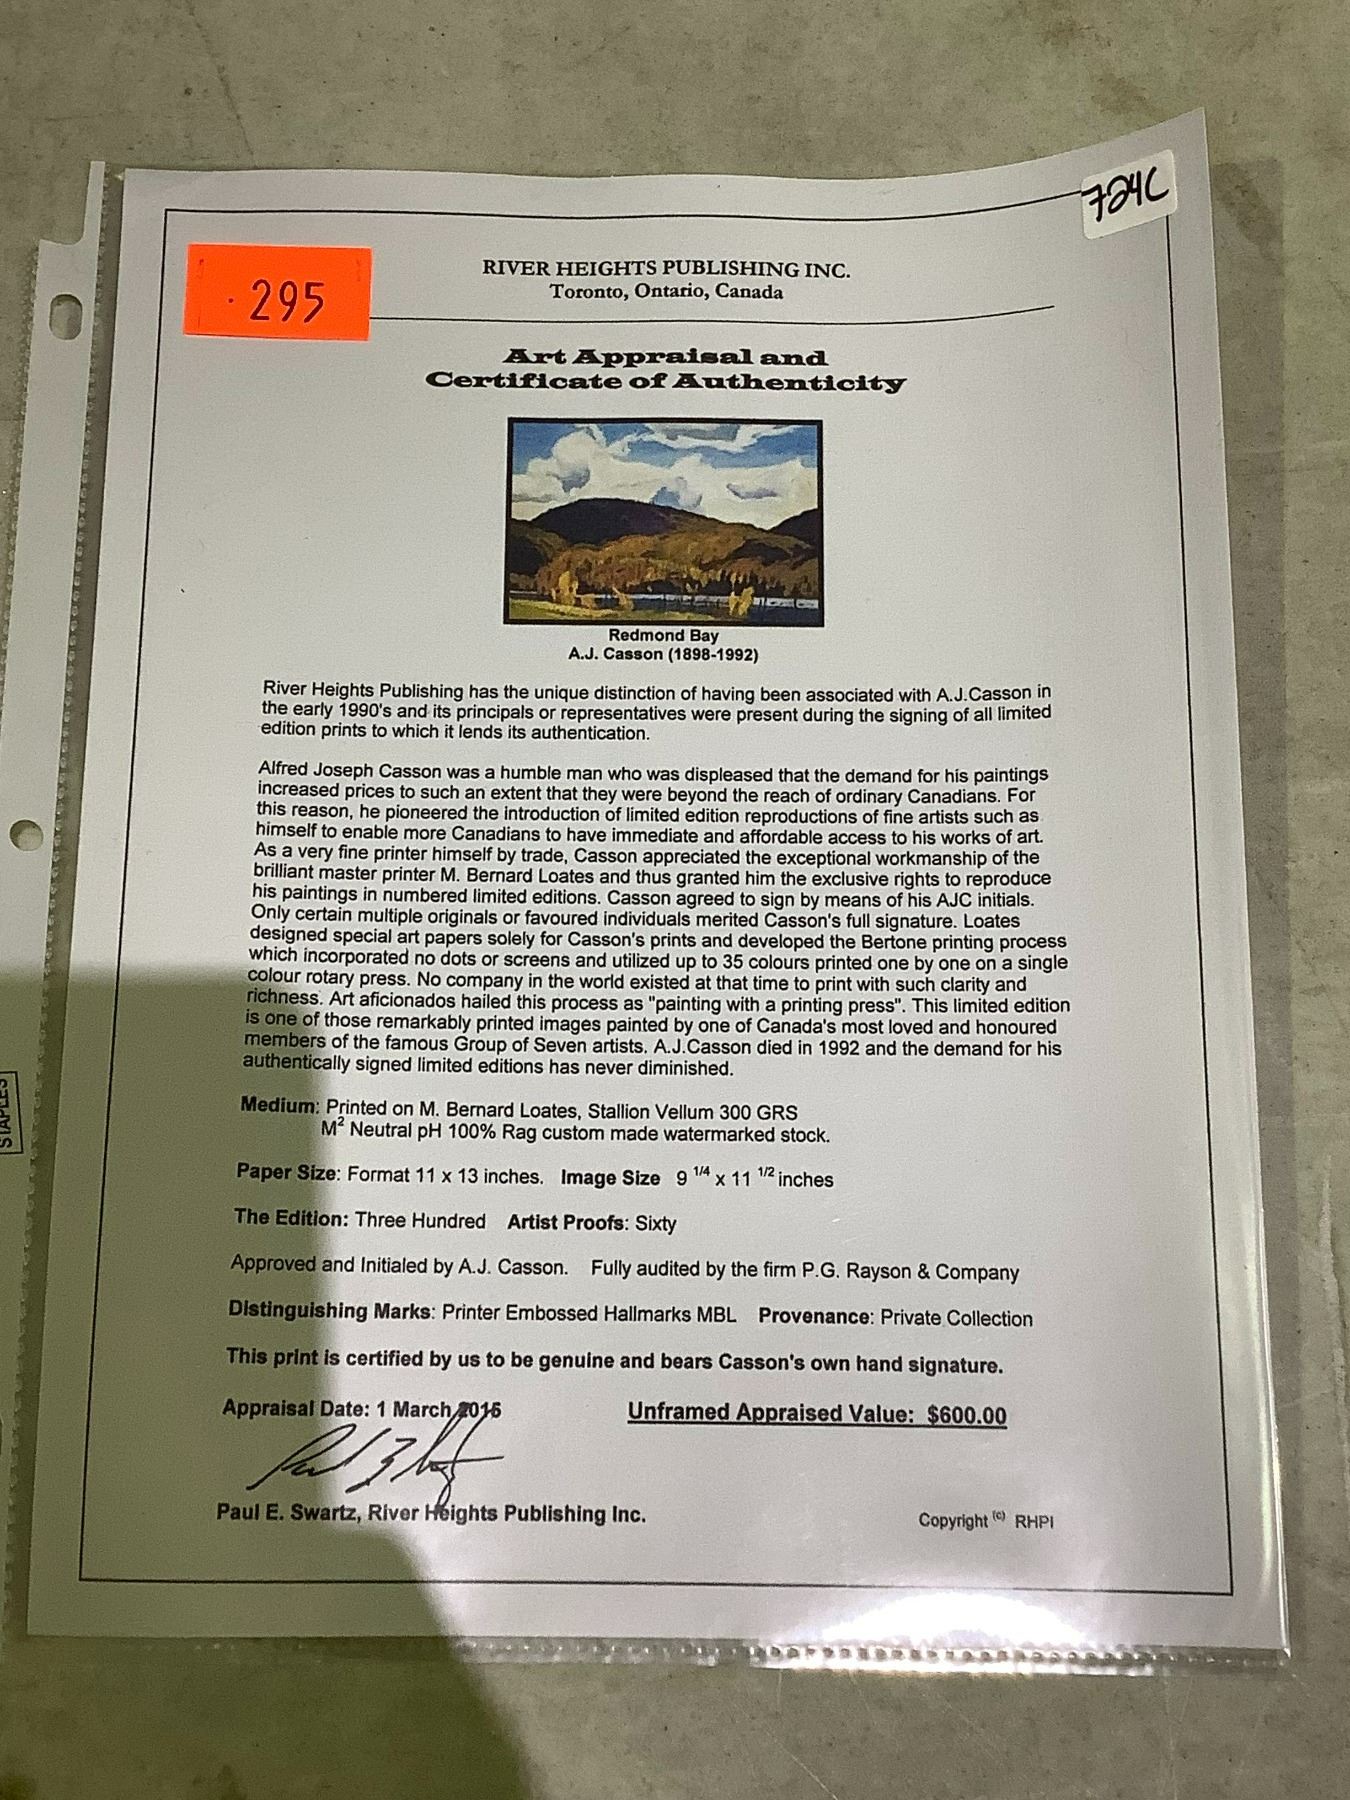 724C
295
RIVER HEIGHTS PUBLISHING INC.
Toronto, Ontario, Canada
Art Appraisal and
Certificate of Authenticity
Redmond Bay
A.J. Casson (1898-1992)
River Heights Publishing has the unique distinction of having been associated with A.J.Casson in
the early 1990's and its principals or representatives were present during the signing of all limited
edition prints to which it lends its authentication.
Alfred Joseph Casson was a humble man who was displeased that the demand for his paintings
increased prices to such an extent that they were beyond the reach of ordinary Canadians. For
this reason, he pioneered the introduction of limited edition reproductions of fine artists such as
himself to enable more Canadians to have immediate and affordable access to his works of art.
As a very fine printer himself by trade, Casson appreciated the exceptional workmanship of the
brilliant master printer M. Bernard Loates and thus granted him the exclusive rights to reproduce
his paintings in numbered limited editions. Casson agreed to sign by means of his AJC initials.
Only certain multiple originals or favoured individuals merited Casson's full signature. Loates
designed special art papers solely for Casson's prints and developed the Bertone printing process
which incorporated no dots or screens and utilized up to 35 colours printed one by one on a single
colour rotary press. No company in the world existed at that time to print with such clarity and
richness. Art aficionados hailed this process as "painting with a printing press". This limited edition
is one of those remarkably printed images painted by one of Canada's most loved and honoured
members of the famous Group of Seven artists. A.J.Casson died in 1992 and the demand for his
authentically signed limited editions has never diminished.
Medium: Printed on M. Bernard Loates, Stallion Vellum 300 GRS
M² Neutral pH 100% Rag custom made watermarked stock.
Paper Size: Format 11 x 13 inches. Image Size 9 1/4 x 11 1/2 inches
The Edition: Three Hundred Artist Proofs: Sixty
Approved and Initialed by A.J. Casson. Fully audited by the firm P.G. Rayson & Company
Distinguishing Marks: Printer Embossed Hallmarks MBL Provenance: Private Collection
This print is certified by us to be genuine and bears Casson's own hand signature.
Appraisal Date: 1 March 2016 Unframed Appraised Value: $600.00
Paul E. Swartz, River Heights Publishing Inc.
Copyright (c) RHPI
STAPLES